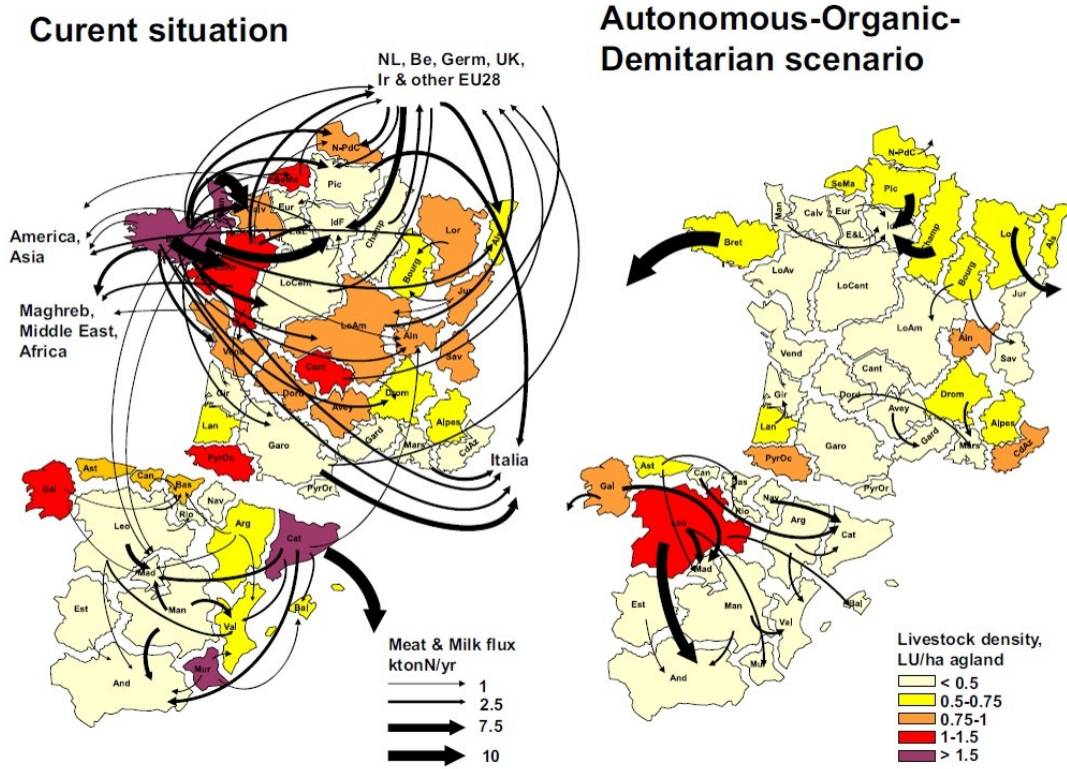 Curent situation
Autonomous-Organic-
Demitarian scenario
NL, Be, Germ, UK,
Ir & other EU28
America,
Asia
Maghreb,
Middle East,
Africa
Italia
N-PdC
SeMa
Pic
Eur
Calv
IdF
Champ
Lor
Bourg
LoCent
Jur
LoAm
Ain
Sav
Vend
Cant
Gir
Dord
Drom
Avey
Lan
Alpes
Gard
Mars
CdAz
Garo
PyrOc
PyrOr
Gal
Ast
Can
Bas
Nav
Rio
Leo
Arg
Cat
Mad
Est
Man
Val
Bal
Mur
And
Meat & Milk flux
ktonN/yr
1
2.5
7.5
10
N-PdC
SeMa
Pic
Man
Calv
Eur
E&L
Champ
Als
Bret
Bourg
LoAv
LoCent
Jur
LoAm
Ain
Vend
Sav
Cant
Gir
Dord
Drom
Avey
Lan
Alpes
Gard
Mars
CdAz
Garo
PyrOc
PyrOr
Ast
Gal
Can
Nav
Rio
Leo
Arg
Cat
Mad
Est
Man
Val
Bal
Mur
And
Livestock density,
LU/ha agland
< 0.5
0.5-0.75
0.75-1
1-1.5
> 1.5